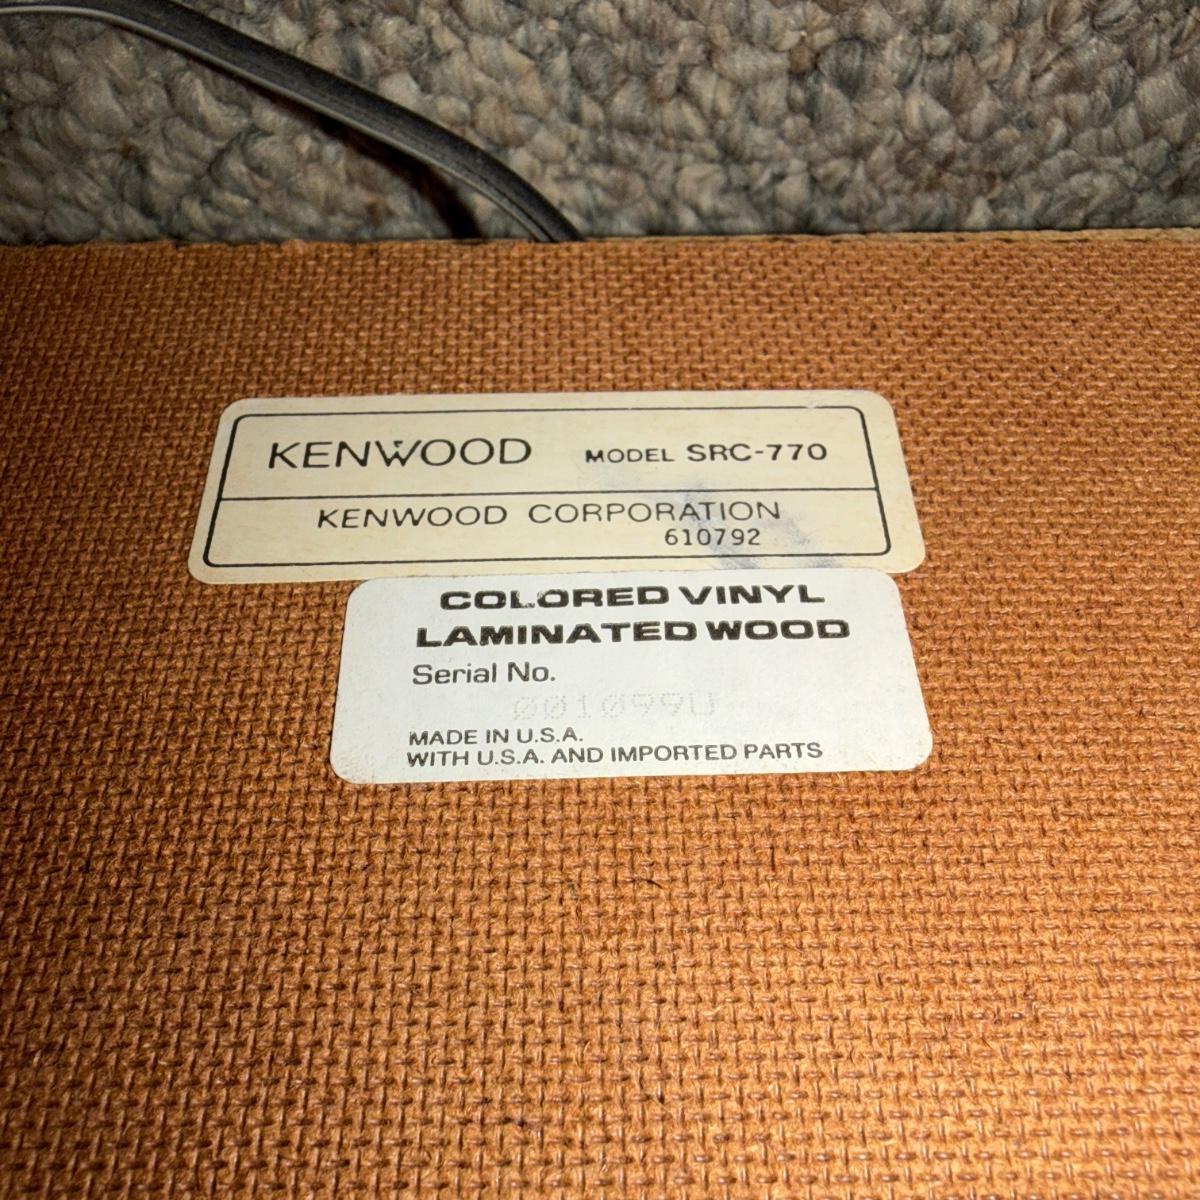 KENWOOD MODEL SRC-770
KENWOOD CORPORATION
610792
COLORED VINYL
LAMINATED WOOD
Serial No.
001099U
MADE IN U.S.A.
WITH U.S.A. AND IMPORTED PARTS